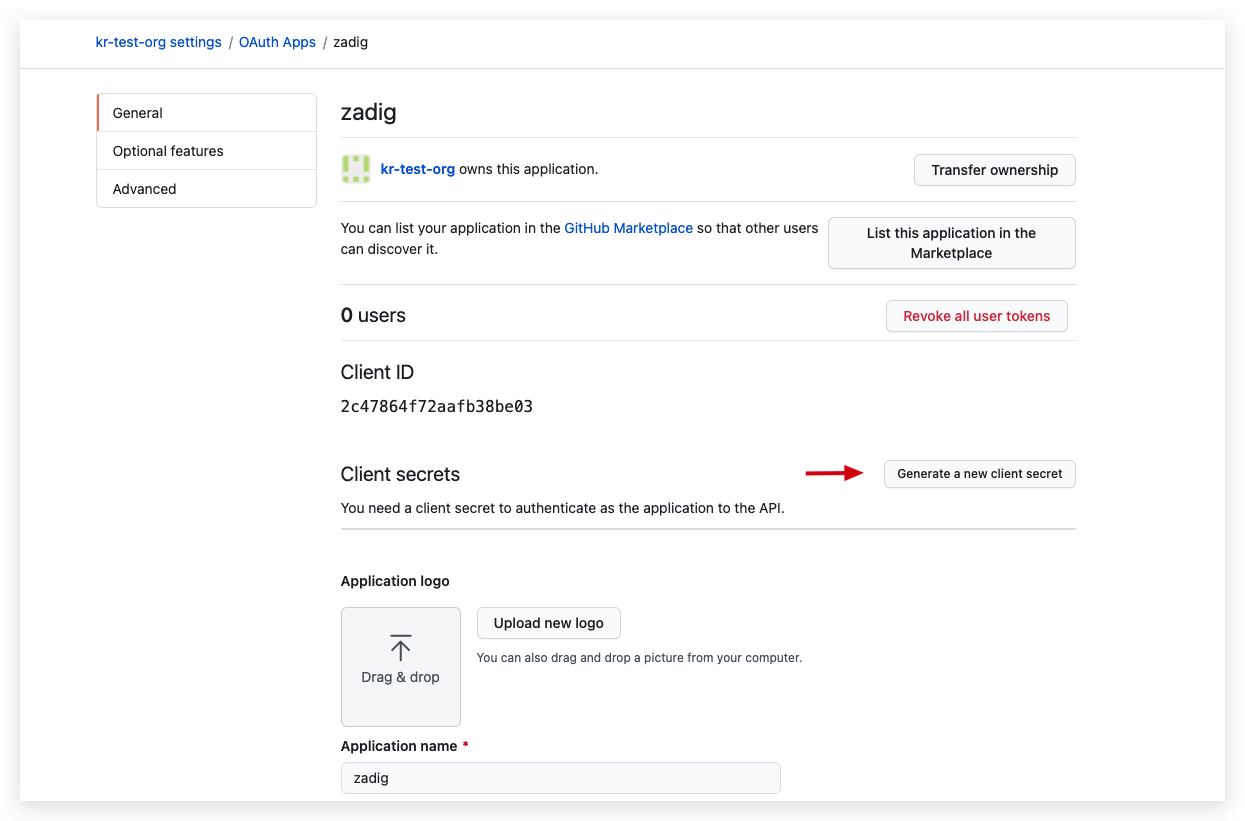 kr-test-org settings / OAuth Apps / zadig
General
Optional features
Advanced
zadig
kr-test-org owns this application.
Transfer ownership
You can list your application in the GitHub Marketplace so that other users
can discover it.
List this application in the
Marketplace
0 users
Revoke all user tokens
Client ID
2c47864f72aafb38be03
Client secrets
Generate a new client secret
You need a client secret to authenticate as the application to the API.
Application logo
Drag & drop
Upload new logo
You can also drag and drop a picture from your computer.
Application name *
zadig